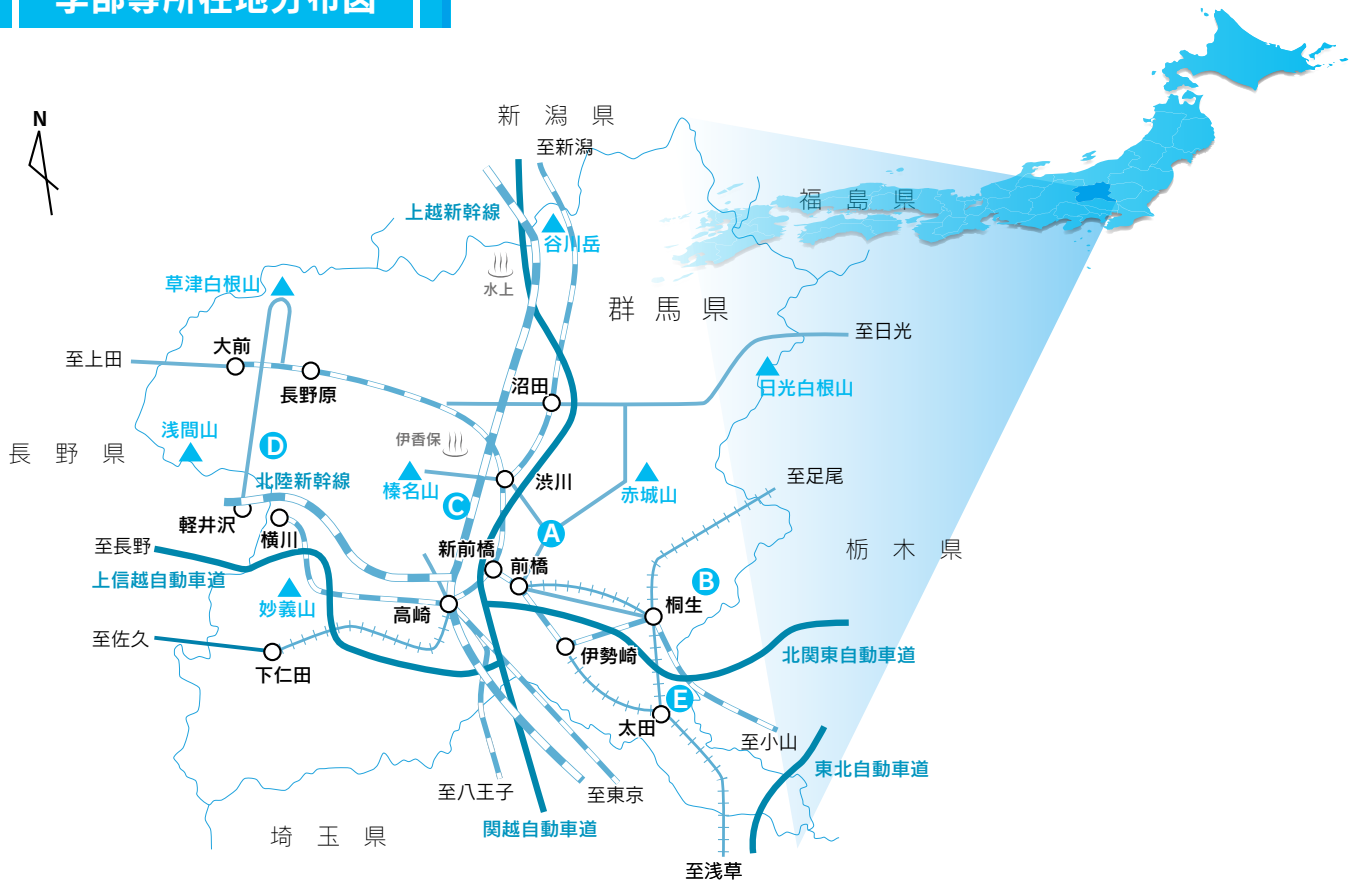 学部等所在地分布図
N
新潟県
至新潟
福島県
上越新幹線
谷川岳
水上
草津白根山
群馬県
至日光
大前
至上田
長野原
沼田
日光白根山
浅間山
伊香保
長野県
D
至足尾
北陸新幹線
榛名山
渋川
赤城山
C
軽井沢
A
横川
至長野
新前橋
栃木県
前橋
上信越自動車道
B
妙義山
高崎
桐生
至佐久
伊勢崎
北関東自動車道
下仁田
E
太田
至小山
東北自動車道
至八王子
至東京
関越自動車道
埼玉県
至浅草